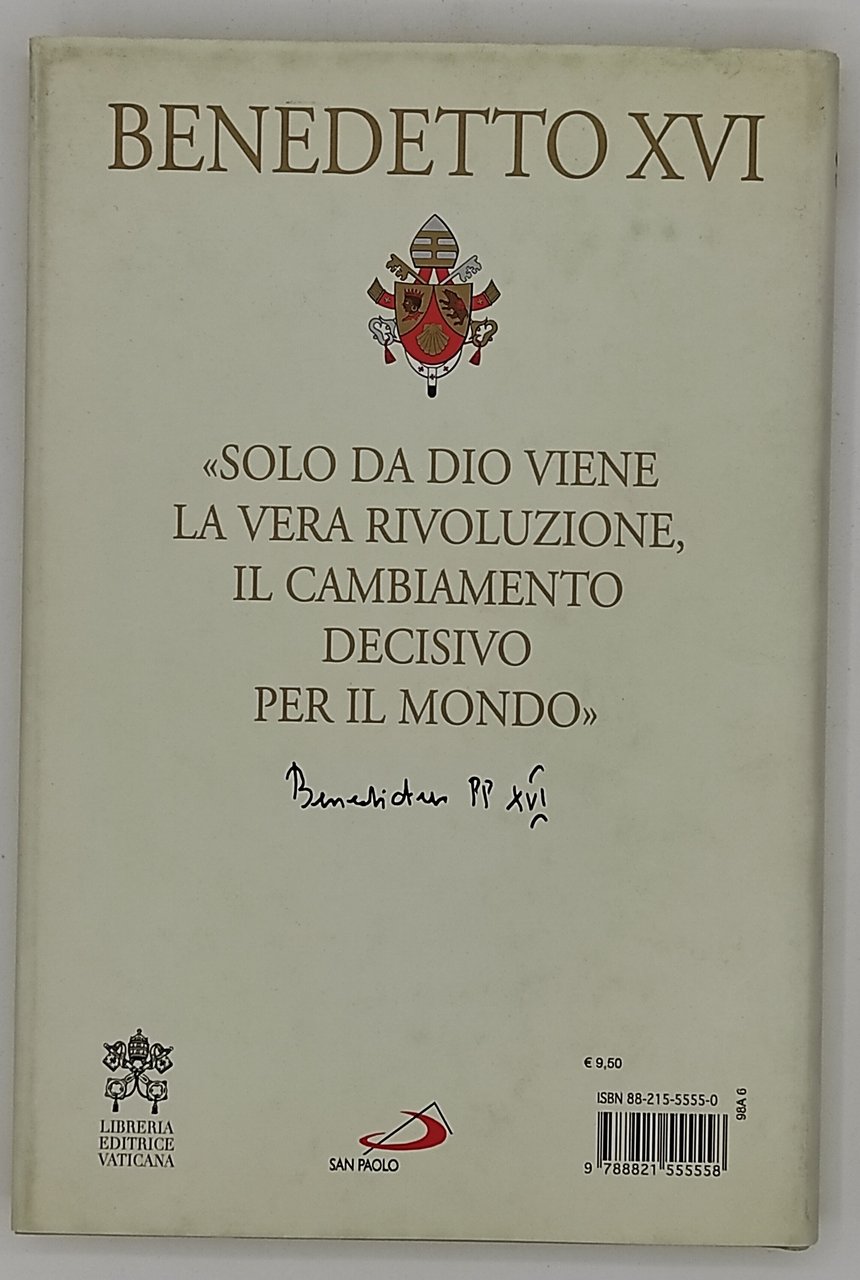 BENEDETTO XVI
«SOLO DA DIO VIENE
LA VERA RIVOLUZIONE,
IL CAMBIAMENTO
DECISIVO
PER IL MONDO»
Benedictus PP XVI
LIBRERIA
EDITRICE
VATICANA
SAN PAOLO
€ 9,50
ISBN 88-215-5555-0
98A 6
9 788821 555558